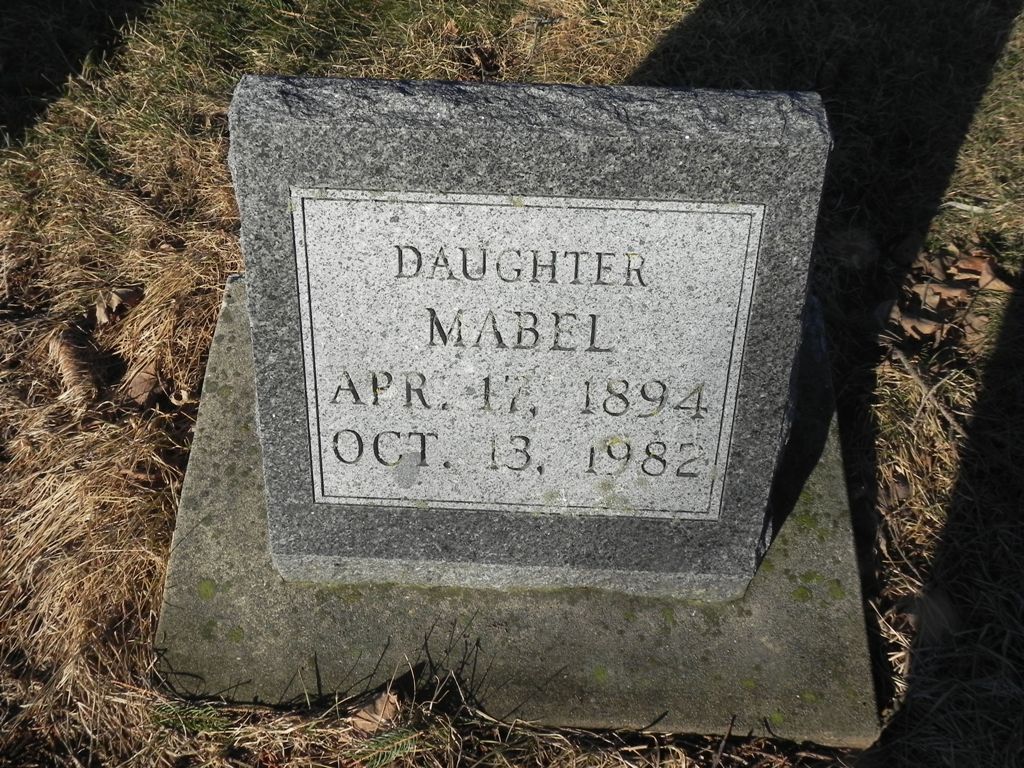 DAUGHTER
MABEL
APR. 17, 1894
OCT. 13, 1982